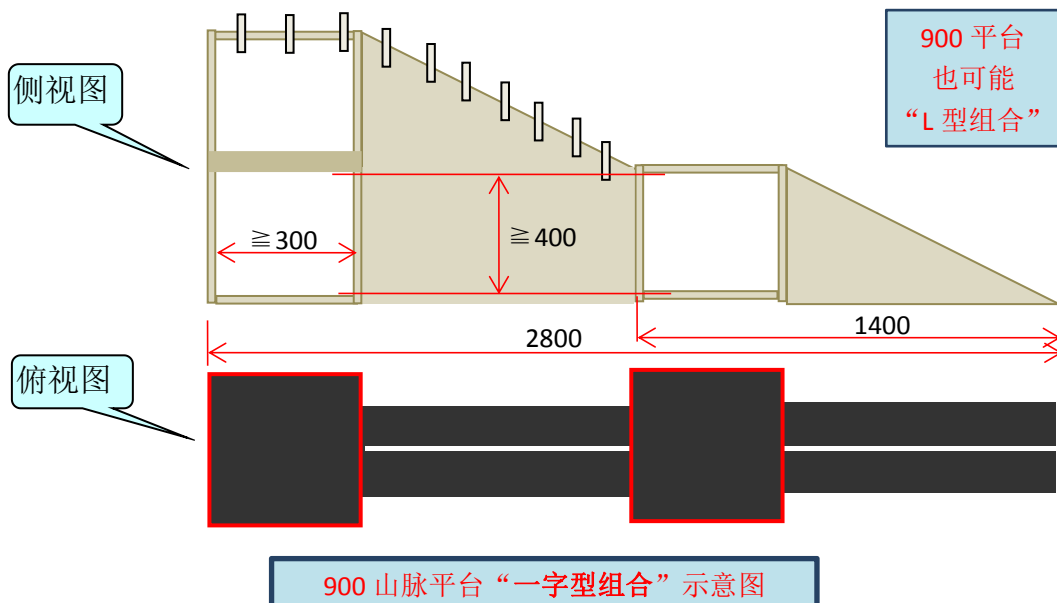 900 平台
也可能
“L 型组合”
侧视图
≧300
≧400
1400
2800
俯视图
900 山脉平台“一字型组合”示意图